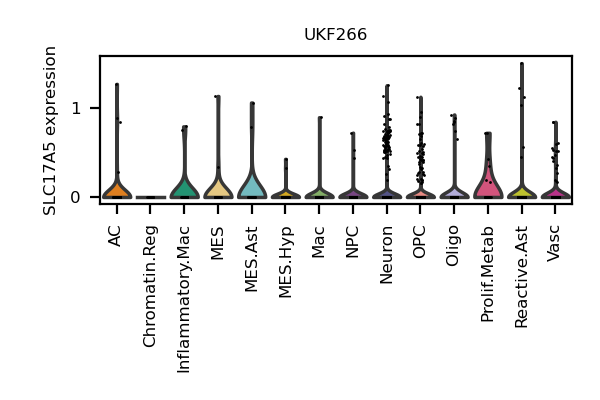 UKF266
SLC17A5 expression
1
0
AC
Chromatin.Reg
Inflammatory.Mac
MES
MES.Ast
MES.Hyp
Mac
NPC
Neuron
OPC
Oligo
Prolif.Metab
Reactive.Ast
Vasc